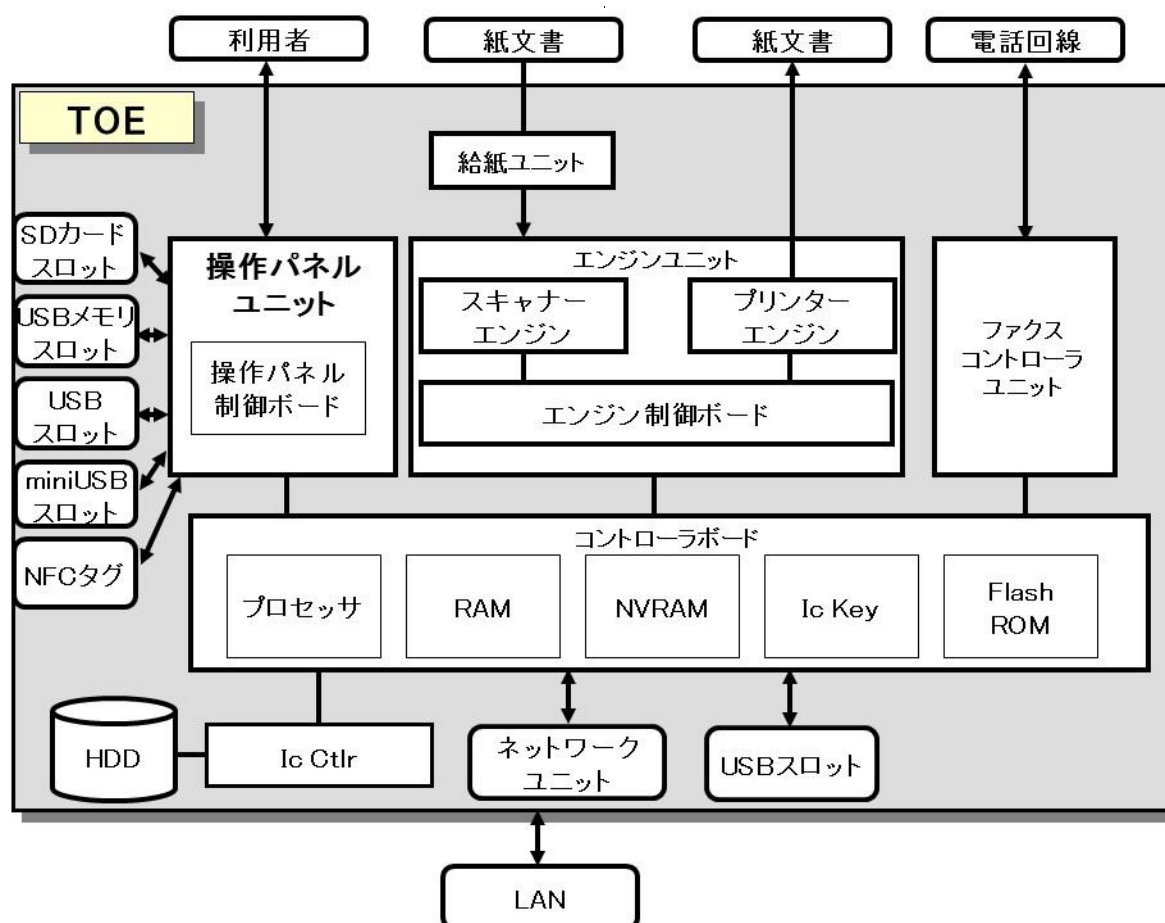 利用者
紙文書
紙文書
電話回線
TOE
給紙ユニット
SDカード
スロット
USBメモリ
スロット
USB
スロット
miniUSB
スロット
NFCタグ
操作パネル
ユニット
操作パネル
制御ボード
エンジンユニット
スキャナー
エンジン
プリンター
エンジン
エンジン制御ボード
ファクス
コントローラ
ユニット
コントローラボード
プロセッサ
RAM
NVRAM
Ic Key
Flash
ROM
HDD
Ic Ctlr
ネットワーク
ユニット
USBスロット
LAN